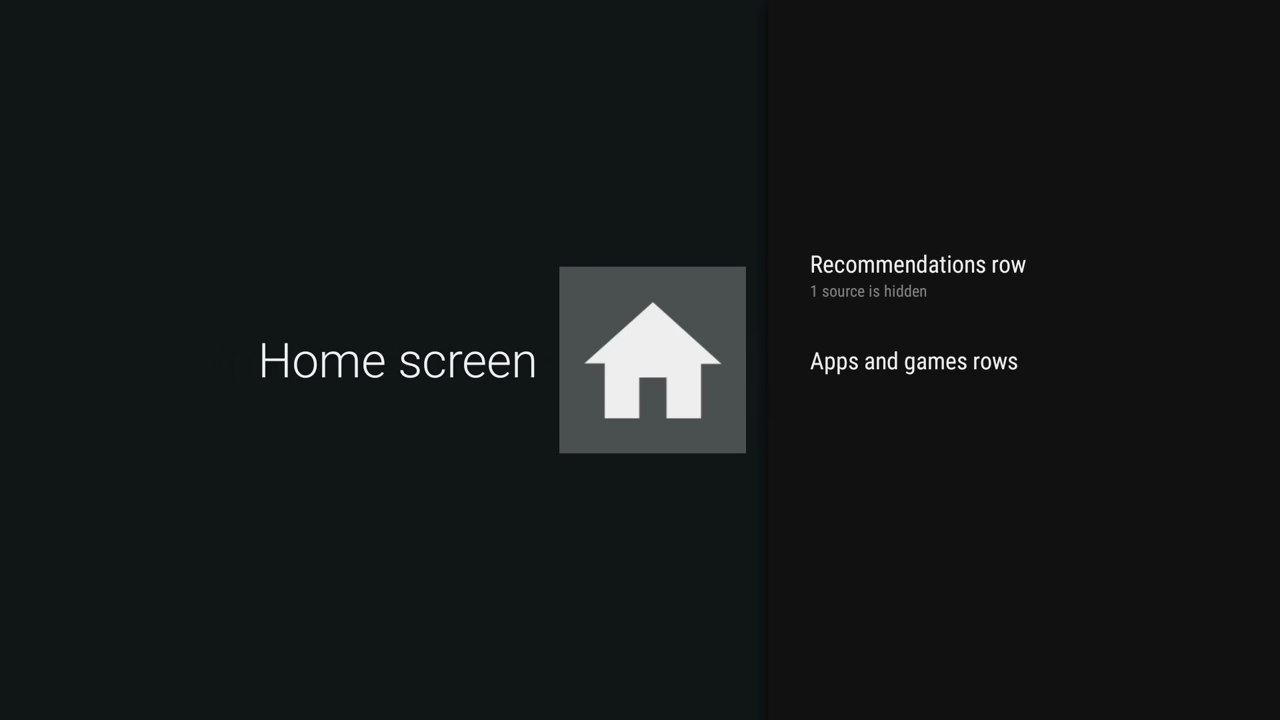 Home screen
Recommendations row
1 source is hidden
Apps and games rows